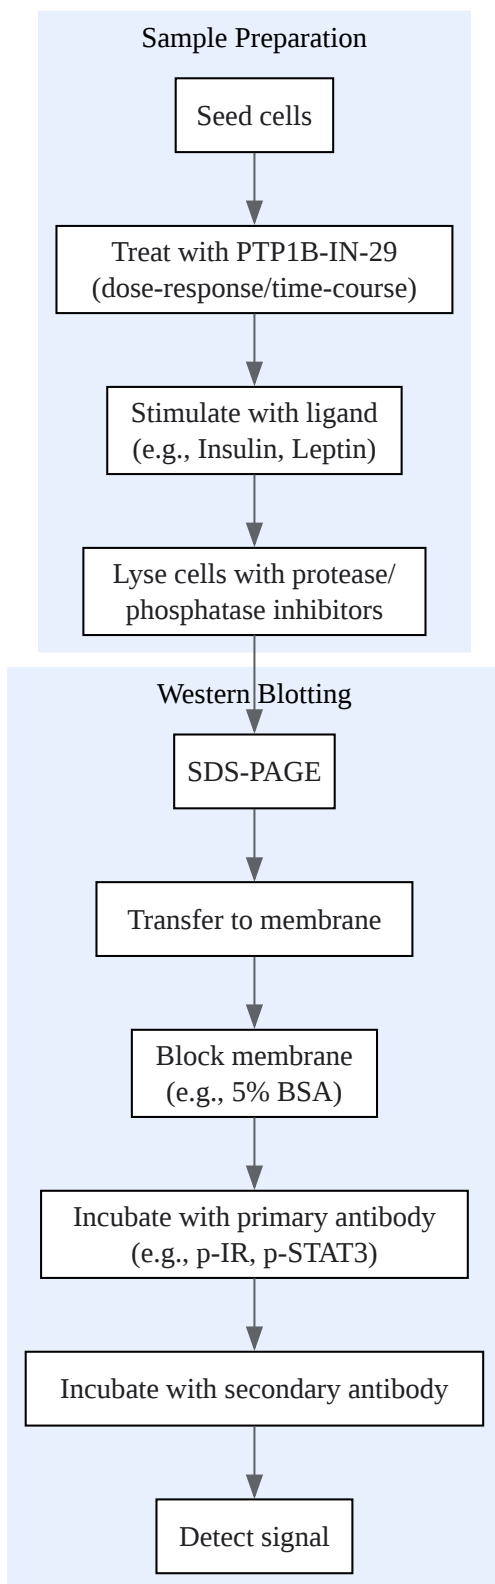 Sample Preparation
Seed cells
Treat with PTP1B-IN-29
(dose-response/time-course)
Stimulate with ligand
(e.g., Insulin, Leptin)
Lyse cells with protease/
phosphatase inhibitors
Western Blotting
SDS-PAGE
Transfer to membrane
Block membrane
(e.g., 5% BSA)
Incubate with primary antibody
(e.g., p-IR, p-STAT3)
Incubate with secondary antibody
Detect signal